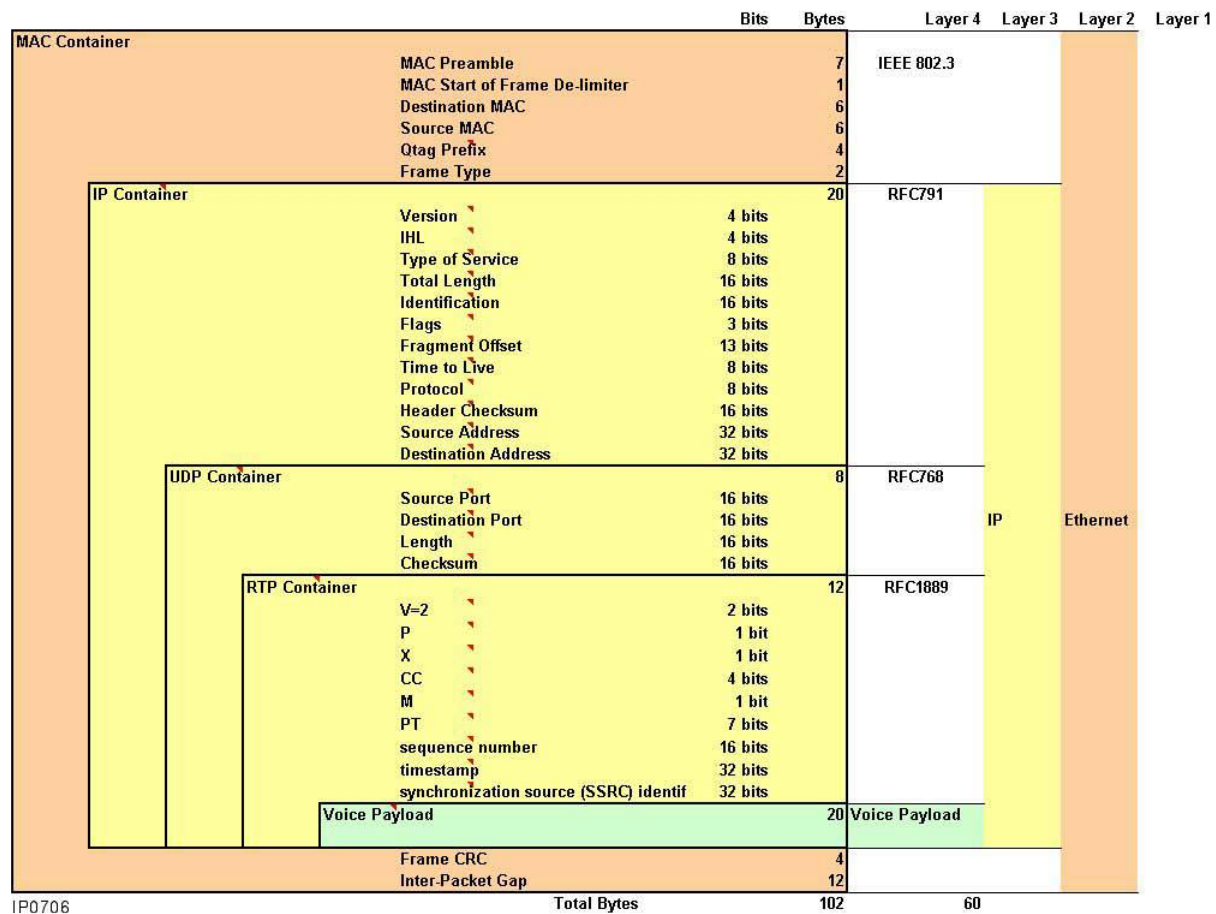 Bits Bytes Layer 4 Layer 3 Layer 2 Layer 1
MAC Container
MAC Preamble 7 IEEE 802.3
MAC Start of Frame De-limiter 1
Destination MAC 6
Source MAC 6
Qtag Prefix 4
Frame Type 2
IP Container 20 RFC791
Version 4 bits
IHL 4 bits
Type of Service 8 bits
Total Length 16 bits
Identification 16 bits
Flags 3 bits
Fragment Offset 13 bits
Time to Live 8 bits
Protocol 8 bits
Header Checksum 16 bits
Source Address 32 bits
Destination Address 32 bits
UDP Container 8 RFC768
Source Port 16 bits
Destination Port 16 bits IP Ethernet
Length 16 bits
Checksum 16 bits
RTP Container 12 RFC1889
V=2 2 bits
P 1 bit
X 1 bit
CC 4 bits
M 1 bit
PT 7 bits
sequence number 16 bits
timestamp 32 bits
synchronization source (SSRC) identif 32 bits
Voice Payload 20 Voice Payload
Frame CRC 4
Inter-Packet Gap 12
IP0706 Total Bytes 102 60